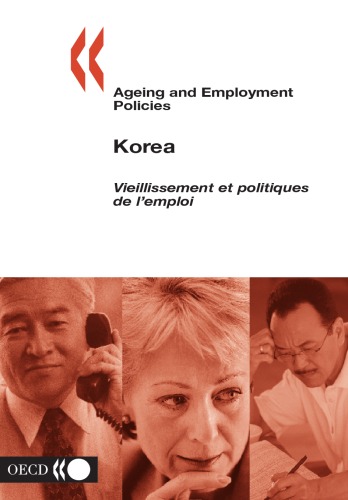 Ageing and Employment
Policies
Korea
Vieillissement et politiques
de l'emploi
OECD